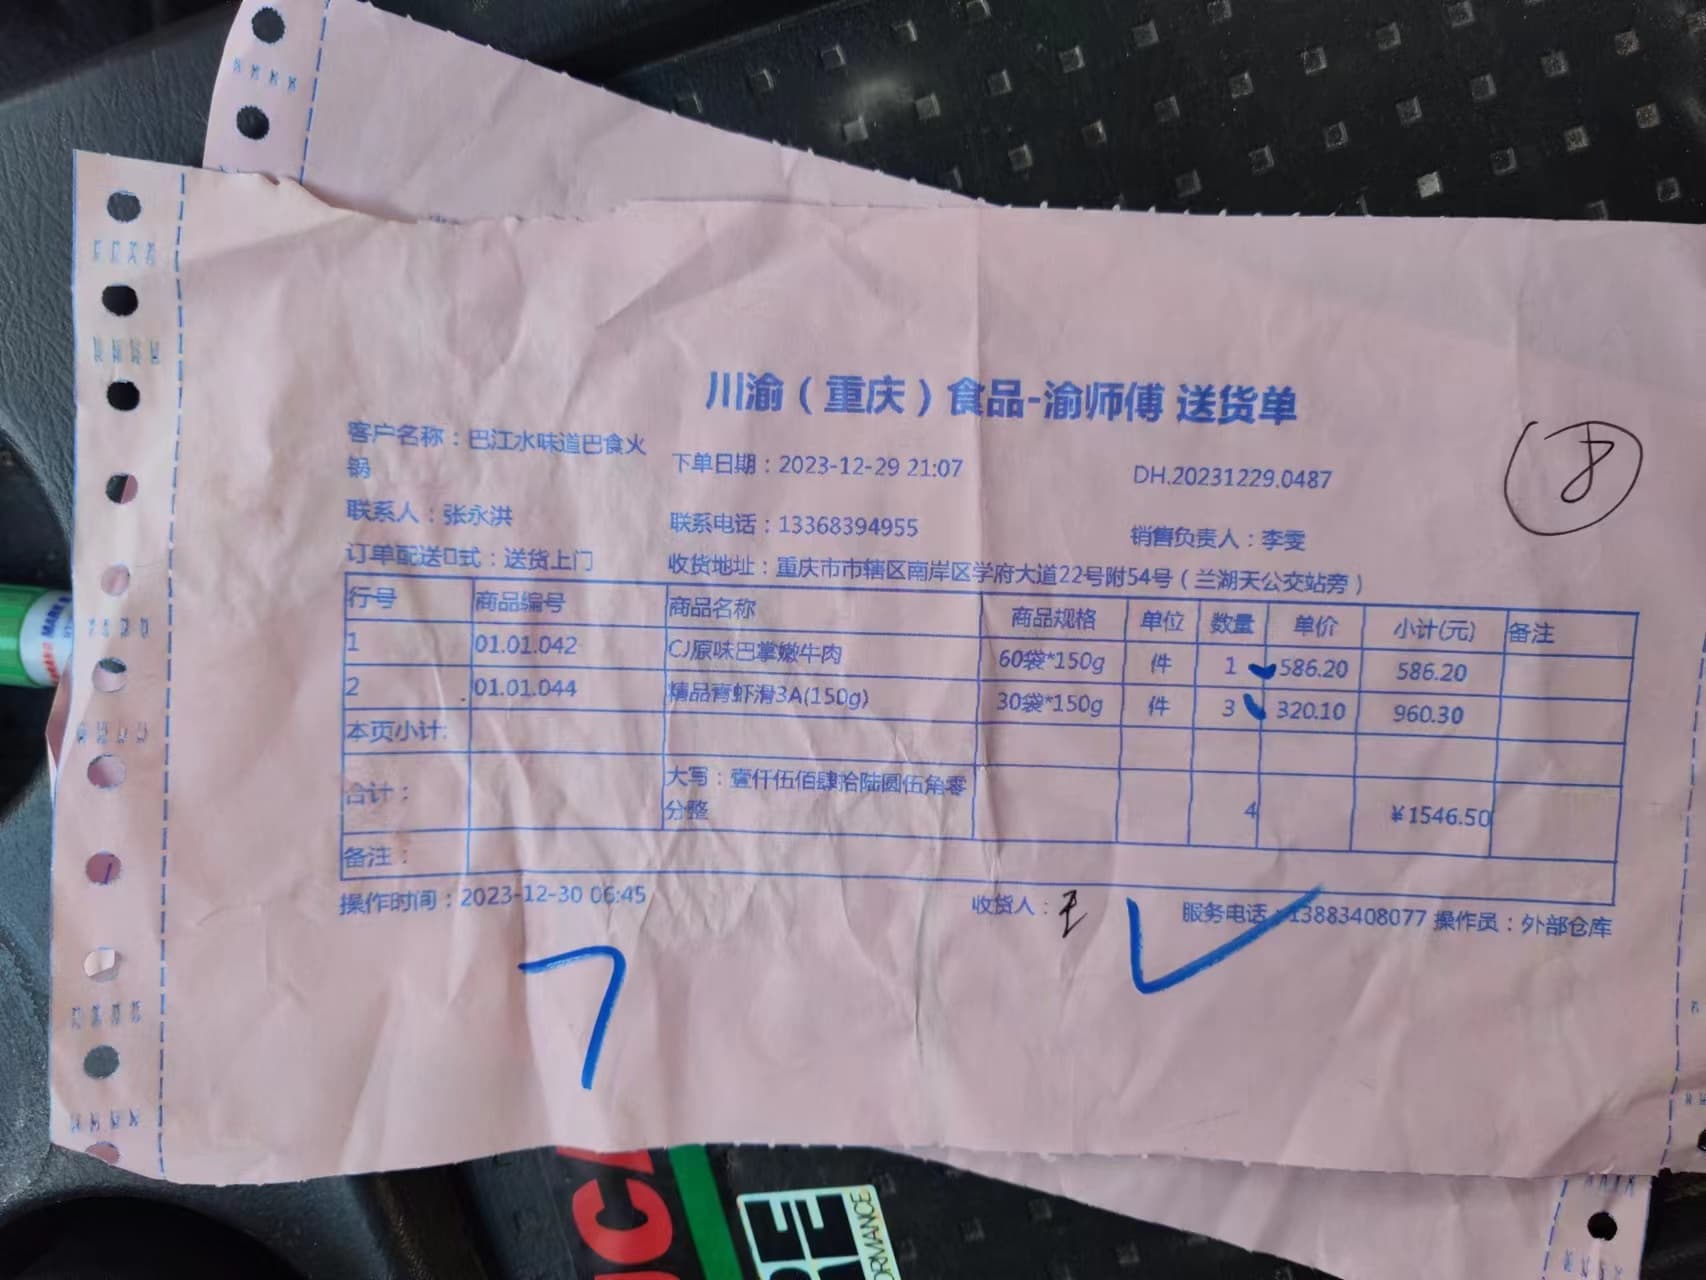 川渝（重庆）食品-渝师傅 送货单
⑧
客户名称：巴江水味道巴食火
锅
下单日期：2023-12-29 21:07
DH.20231229.0487
联系人：张永洪
联系电话：13368394955
销售负责人：李雯
订单配送口式：送货上门
收货地址：重庆市市辖区南岸区学府大道22号附54号（兰湖天公交站旁）
行号 商品编号 商品名称 商品规格 单位 数量 单价 小计(元) 备注
1 01.01.042 CJ原味巴掌嫩牛肉 60袋*150g 件 1 586.20 586.20
2 01.01.044 精品青虾滑3A(150g) 30袋*150g 件 3 320.10 960.30
本页小计:
合计： 大写：壹仟伍佰肆拾陆圆伍角零
分整 4 ￥1546.50
备注：
操作时间：2023-12-30 06:45
收货人：
服务电话：13883408077 操作员：外部仓库